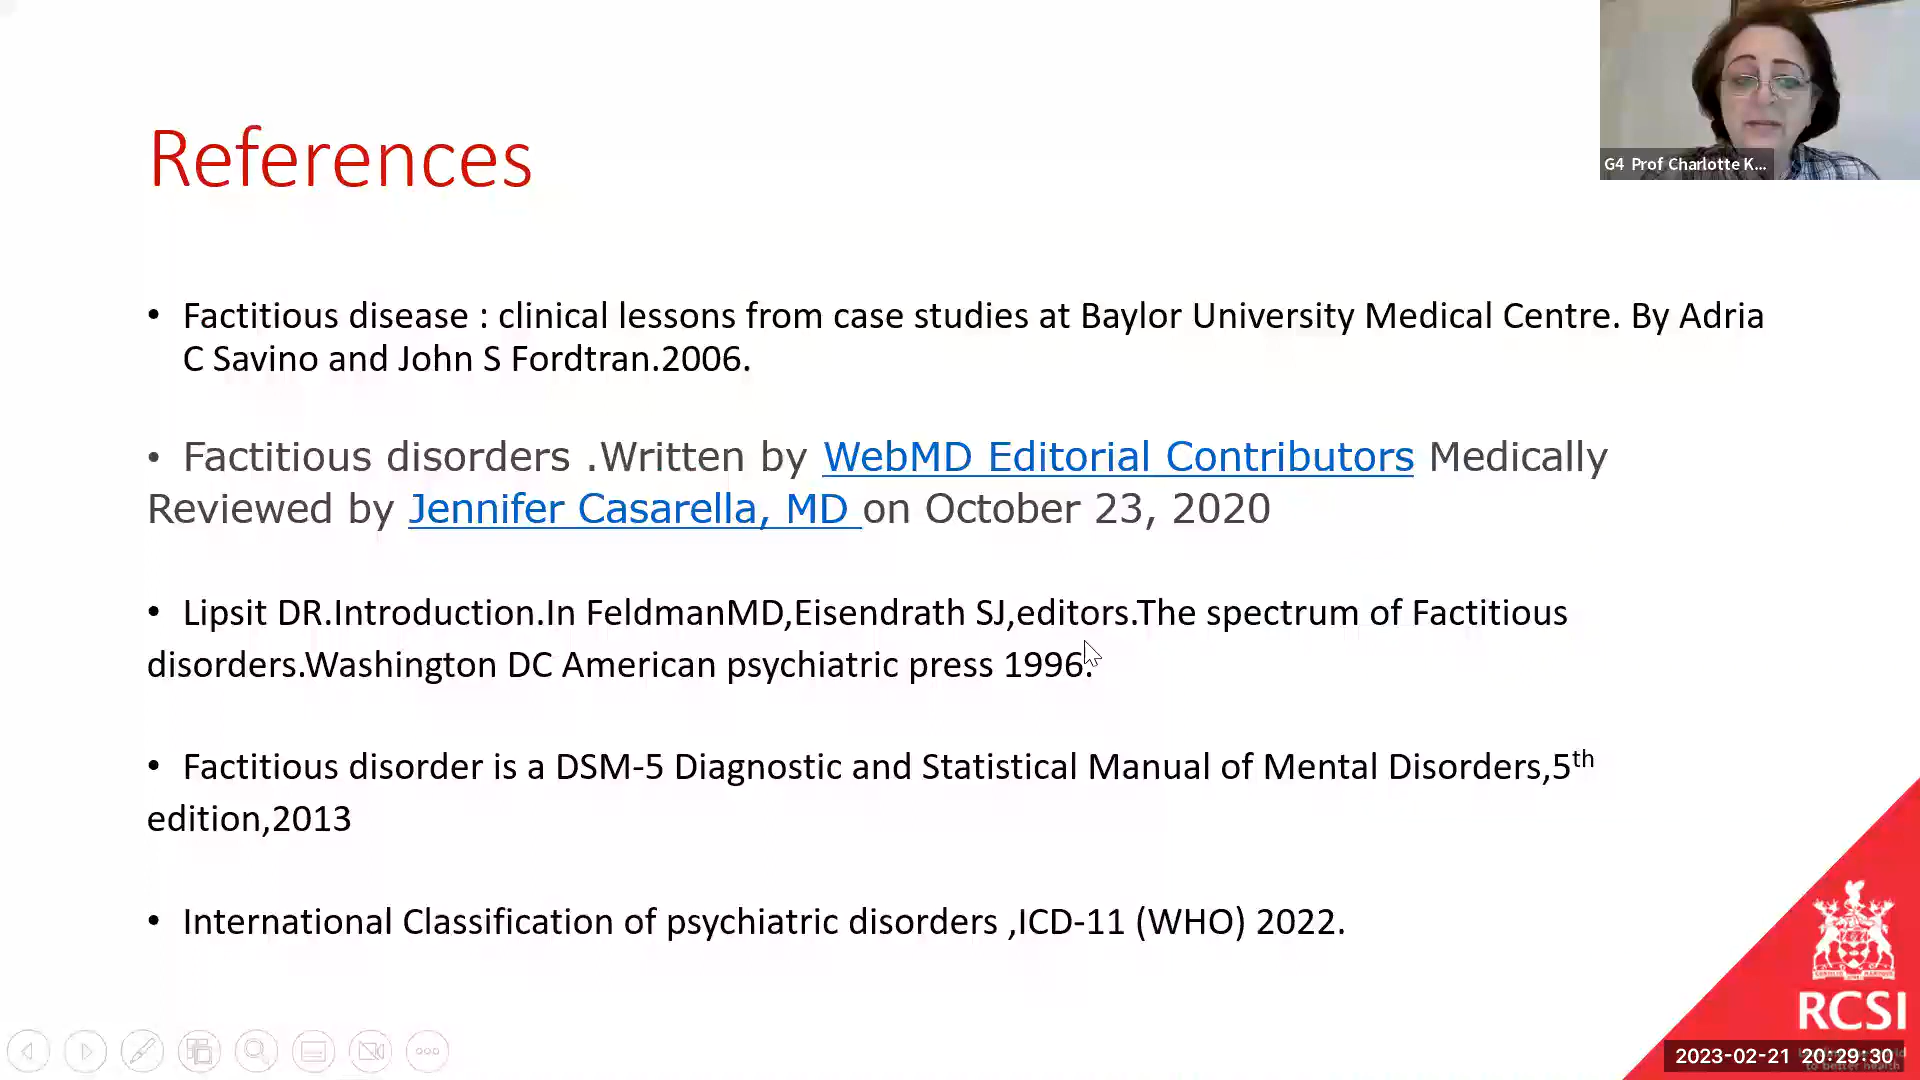 References
G4 Prof Charlotte K...
• Factitious disease : clinical lessons from case studies at Baylor University Medical Centre. By Adria
C Savino and John S Fordtran.2006.
• Factitious disorders .Written by WebMD Editorial Contributors Medically
Reviewed by Jennifer Casarella, MD on October 23, 2020
• Lipsit DR.Introduction.In FeldmanMD,Eisendrath SJ,editors.The spectrum of Factitious
disorders.Washington DC American psychiatric press 1996.
• Factitious disorder is a DSM-5 Diagnostic and Statistical Manual of Mental Disorders,5th
edition,2013
• International Classification of psychiatric disorders ,ICD-11 (WHO) 2022.
RCSI
2023-02-21 20:29:30
to better health